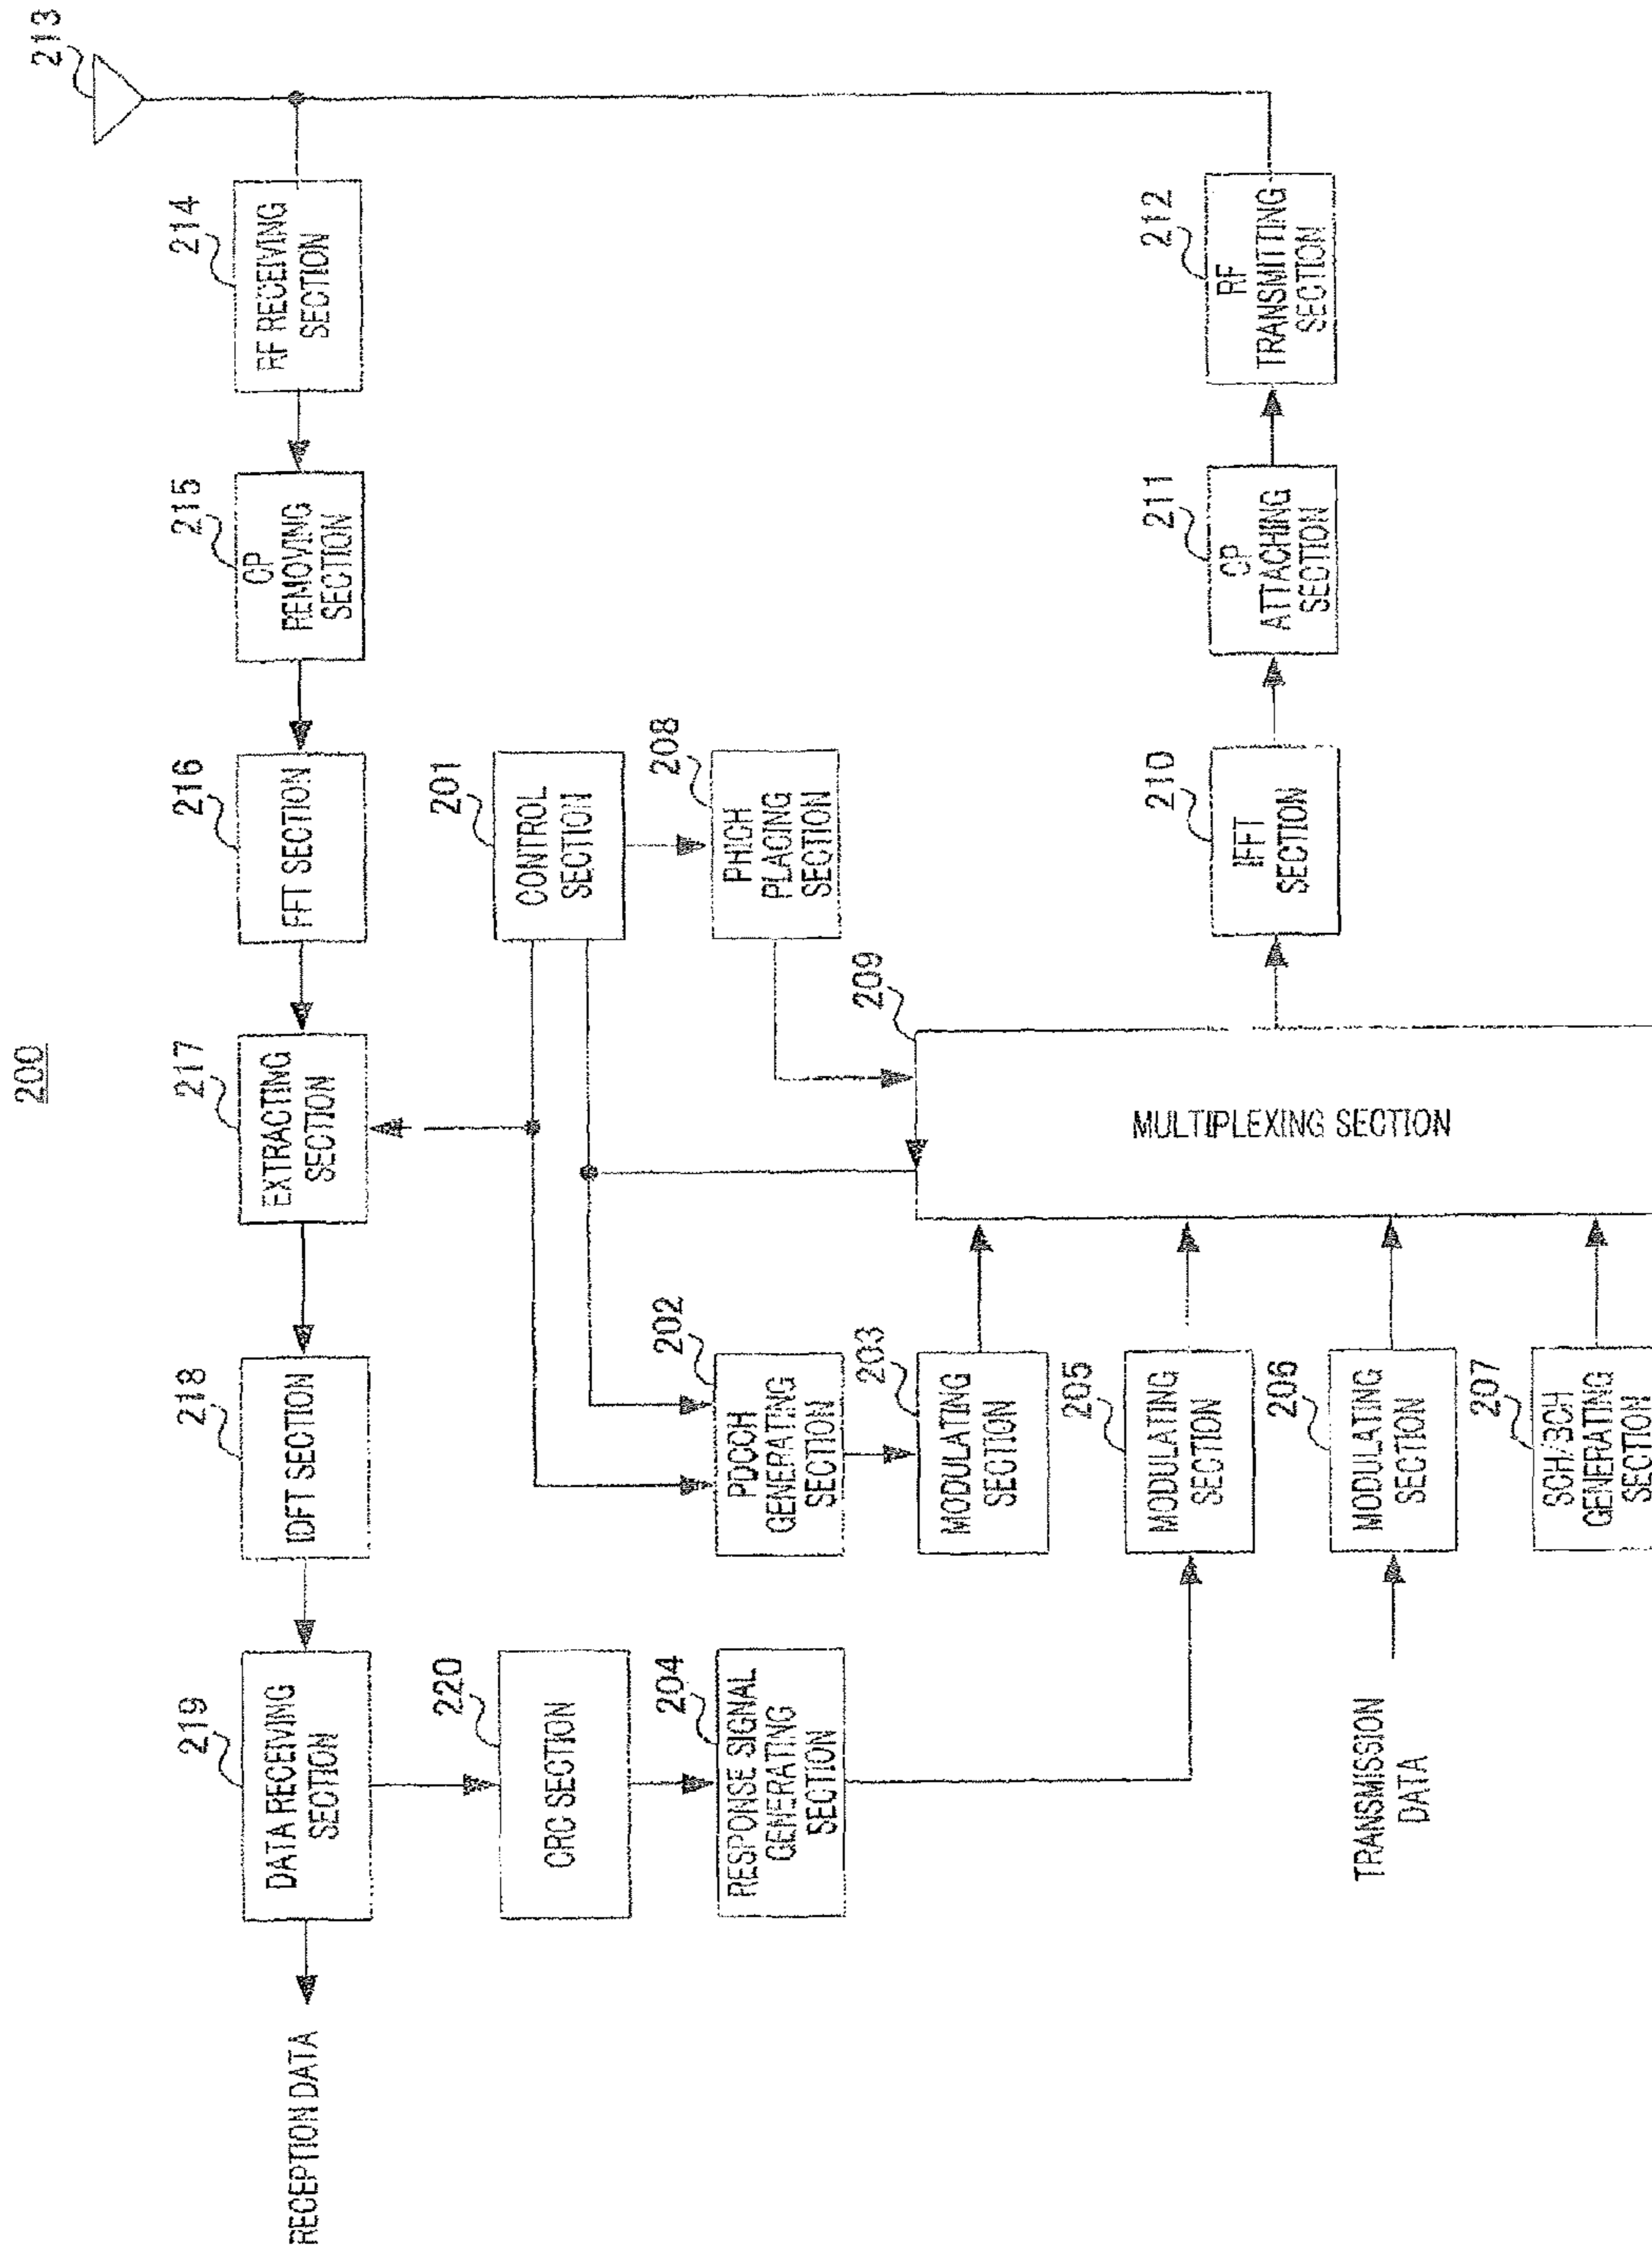 200
213
214
RF RECEIVING
SECTION
215
CP
REMOVING
SECTION
216
FFT SECTION
217
EXTRACTING
SECTION
218
IDFT SECTION
219
DATA RECEIVING
SECTION
RECEPTION DATA
201
CONTROL
SECTION
220
CRC SECTION
208
PHICH
PLACING
SECTION
202
PDCCH
GENERATING
SECTION
204
RESPONSE SIGNAL
GENERATING
SECTION
209
MULTIPLEXING SECTION
203
MODULATING
SECTION
205
MODULATING
SECTION
206
MODULATING
SECTION
207
SCH/BCH
GENERATING
SECTION
TRANSMISSION
DATA
210
IFFT
SECTION
211
CP
ATTACHING
SECTION
212
RF
TRANSMITTING
SECTION